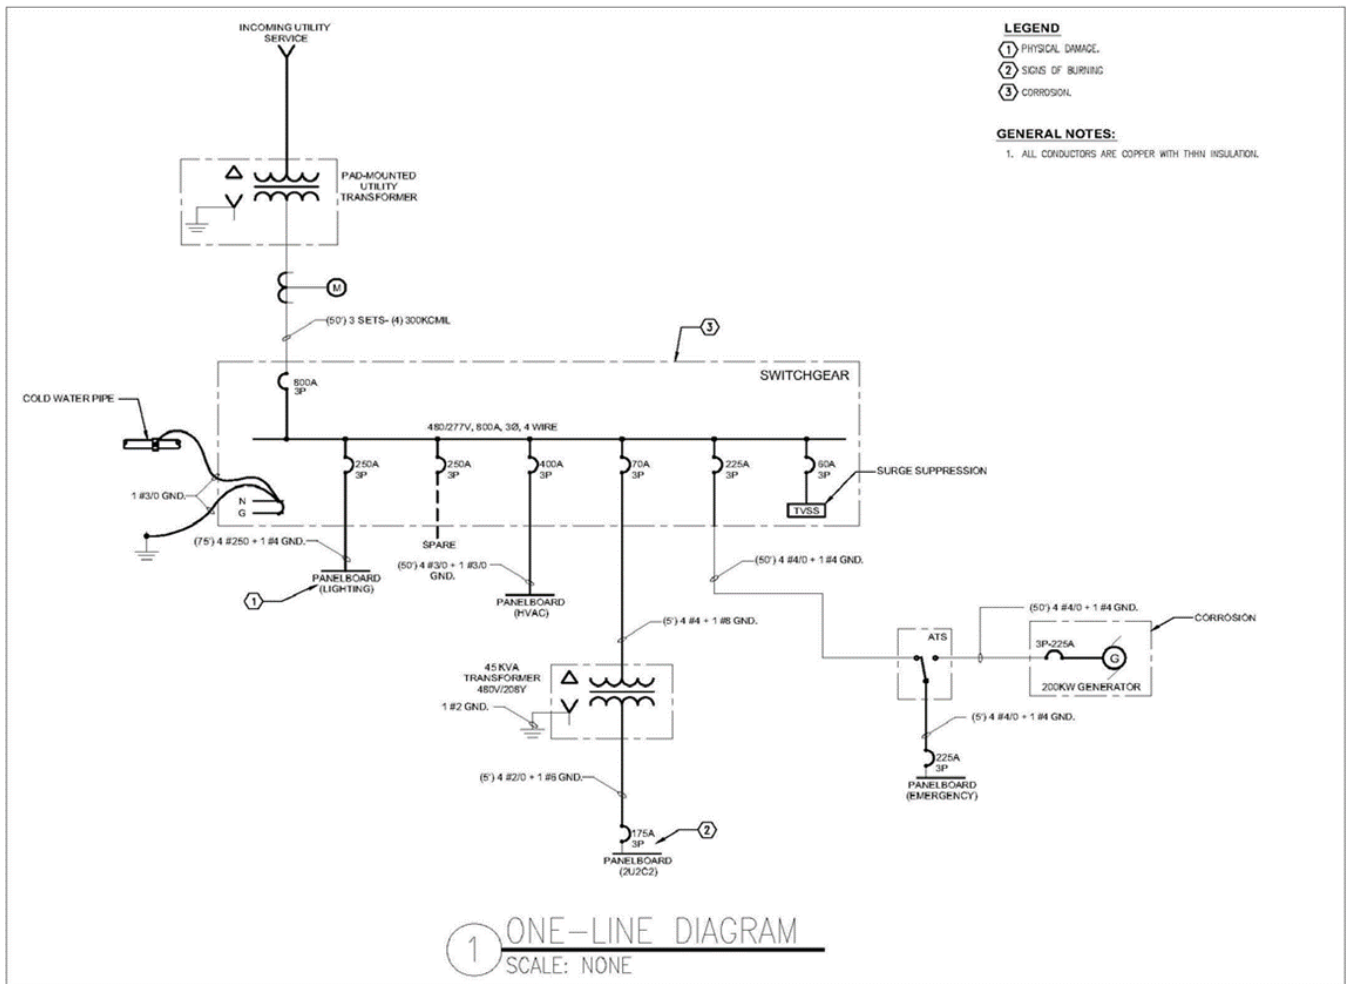 INCOMING UTILITY
SERVICE
LEGEND
1 PHYSICAL DAMAGE.
2 SIGNS OF BURNING
3 CORROSION.
GENERAL NOTES:
1. ALL CONDUCTORS ARE COPPER WITH THHN INSULATION.
PAD-MOUNTED
UTILITY
TRANSFORMER
M
(50') 3 SETS- (4) 300KCMIL
3
SWITCHGEAR
800A
3P
COLD WATER PIPE
480/277V, 800A, 3Ø, 4 WIRE
250A
3P
250A
3P
400A
3P
70A
3P
225A
3P
60A
3P
SURGE SUPPRESSION
TVSS
1 #3/0 GND.
N
G
(75') 4 #250 + 1 #4 GND.
SPARE
(50') 4 #3/0 + 1 #3/0
GND.
(50') 4 #4/0 + 1 #4 GND.
PANELBOARD
(LIGHTING)
1
PANELBOARD
(HVAC)
(5') 4 #4 + 1 #8 GND.
(50') 4 #4/0 + 1 #4 GND.
CORROSION
ATS
3P-225A
G
200KW GENERATOR
45 KVA
TRANSFORMER
480V/208Y
1 #2 GND.
(5') 4 #4/0 + 1 #4 GND.
225A
3P
PANELBOARD
(EMERGENCY)
(5') 4 #2/0 + 1 #6 GND.
175A
3P
2
PANELBOARD
(2U2C2)
1
ONE-LINE DIAGRAM
SCALE: NONE